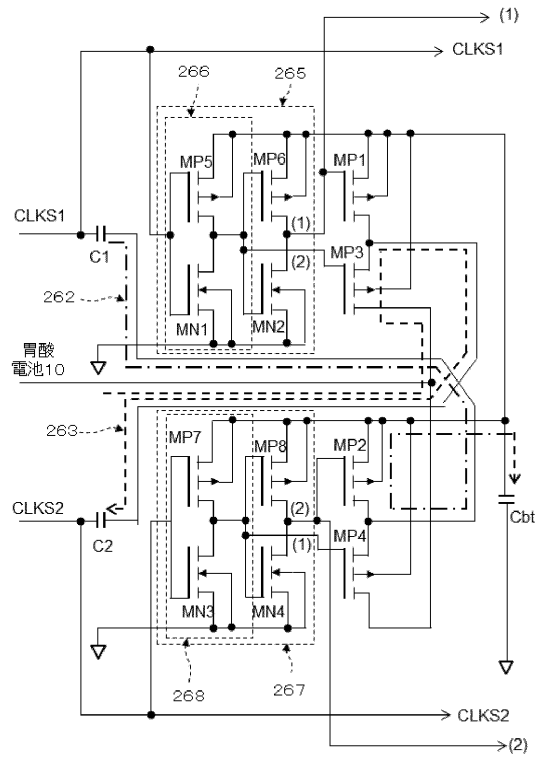 (1)
CLKS1
266
265
MP5
MP6
MP1
CLKS1
(1)
C1
(2)
MP3
262
MN1
MN2
胃酸
電池10
263
MP7
MP8
MP2
CLKS2
(2)
Cbt
C2
(1)
MP4
MN3
MN4
268
267
CLKS2
(2)